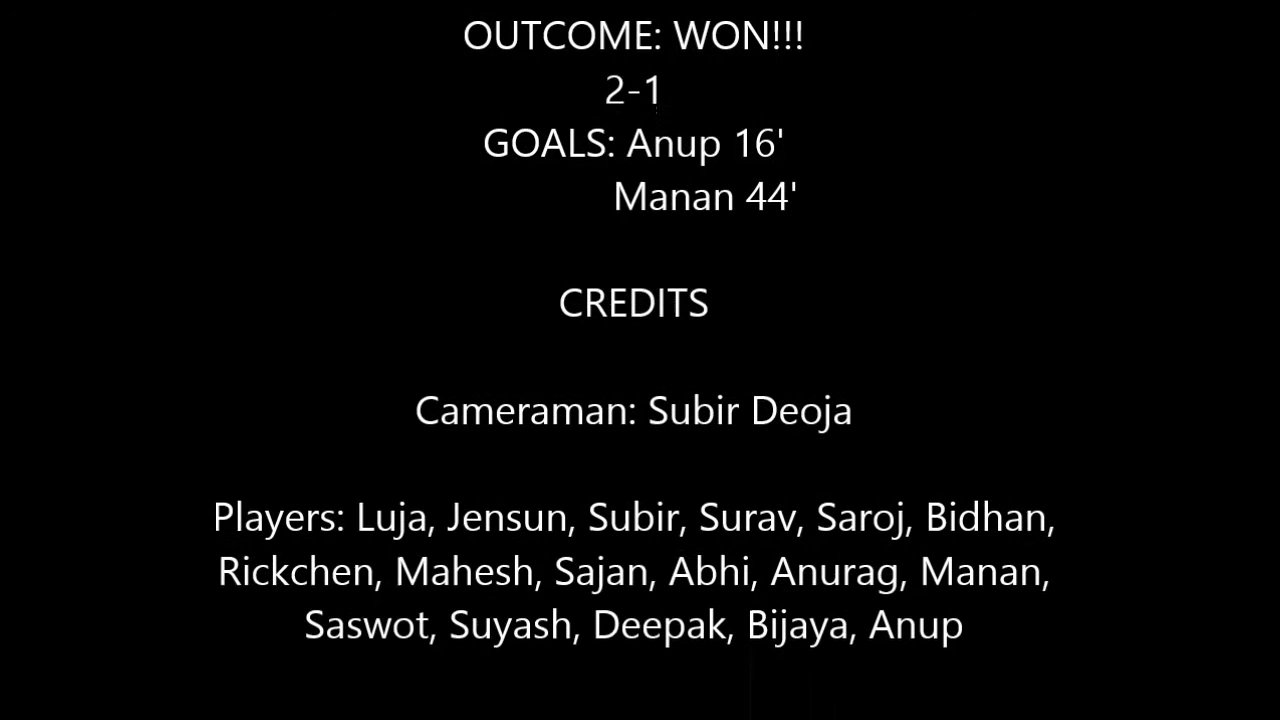 OUTCOME: WON!!!
2-1
GOALS: Anup 16'
Manan 44'
CREDITS
Cameraman: Subir Deoja
Players: Luja, Jensun, Subir, Surav, Saroj, Bidhan,
Rickchen, Mahesh, Sajan, Abhi, Anurag, Manan,
Saswot, Suyash, Deepak, Bijaya, Anup